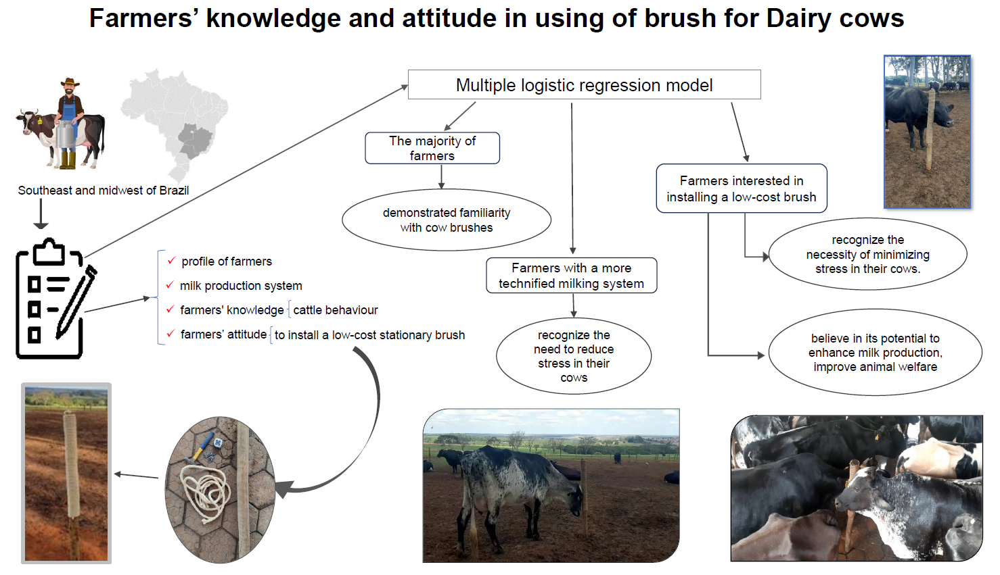 Farmers’ knowledge and attitude in using of brush for Dairy cows
Southeast and midwest of Brazil
profile of farmers
milk production system
farmers' knowledge cattle behaviour
farmers’ attitude to install a low-cost stationary brush
Multiple logistic regression model
The majority of
farmers
demonstrated familiarity
with cow brushes
Farmers with a more
technified milking system
recognize the
need to reduce
stress in their
cows
Farmers interested in
installing a low-cost brush
recognize the
necessity of minimizing
stress in their cows.
believe in its potential to
enhance milk production,
improve animal welfare